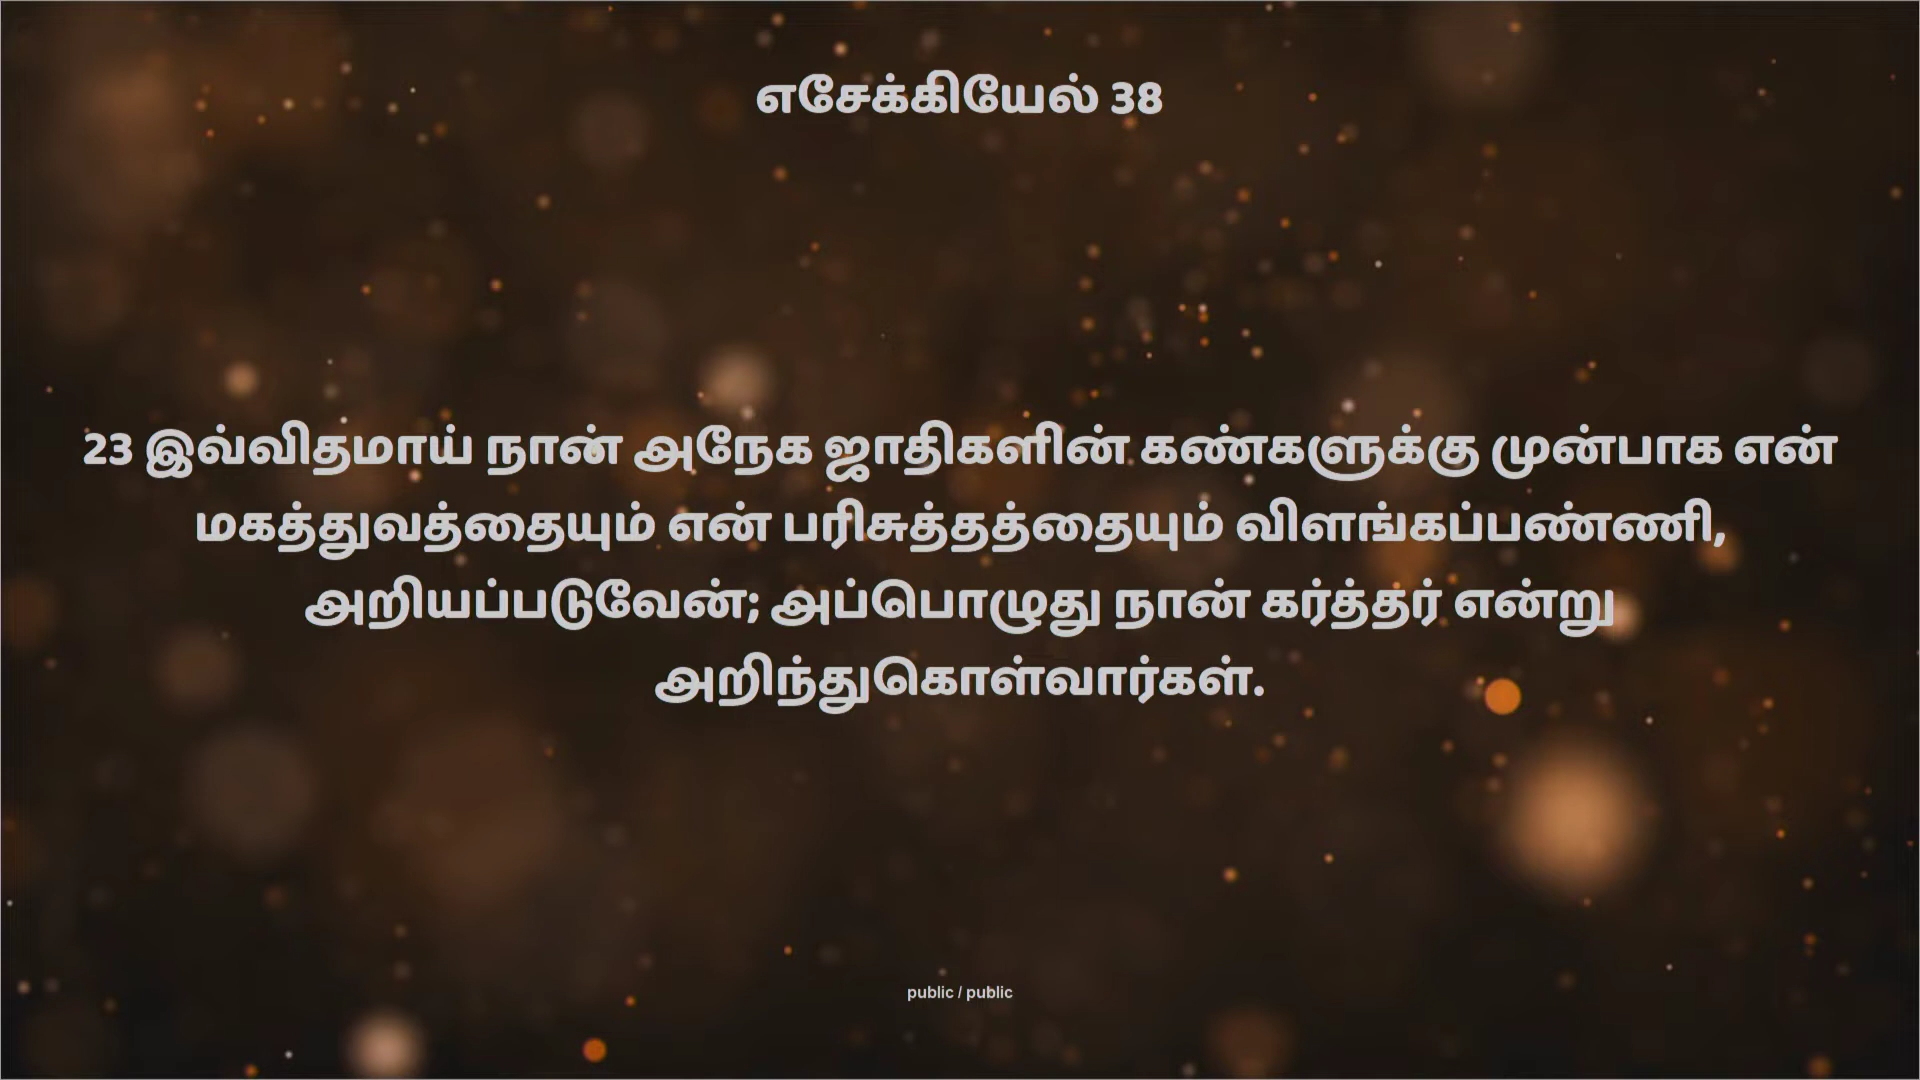 எசேக்கியேல் 38
23 இவ்விதமாய் நான் அநேக ஜாதிகளின் கண்களுக்கு முன்பாக என்
மகத்துவத்தையும் என் பரிசுத்தத்தையும் விளங்கப்பண்ணி,
அறியப்படுவேன்; அப்பொழுது நான் கர்த்தர் என்று
அறிந்துகொள்வார்கள்.
public / public